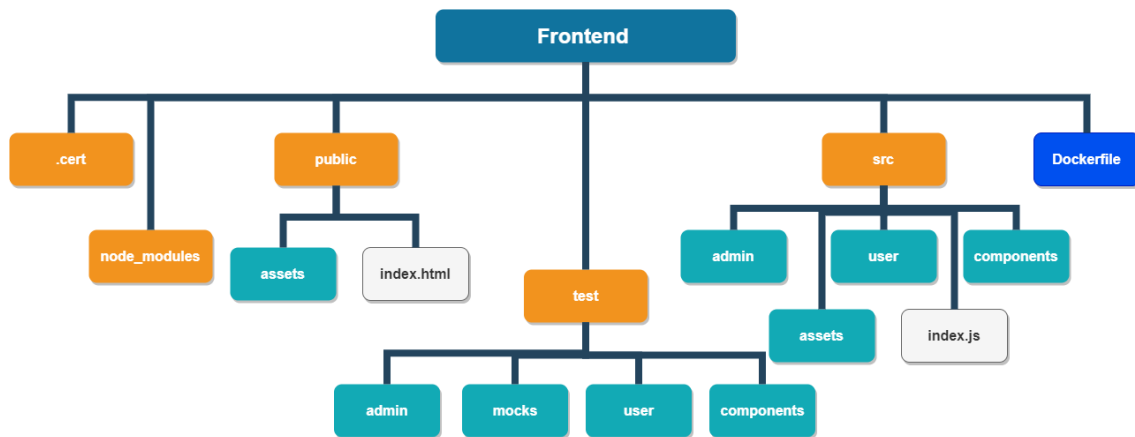 Frontend
.cert
public
src
Dockerfile
node_modules
assets
index.html
test
admin
user
components
assets
index.js
admin
mocks
user
components